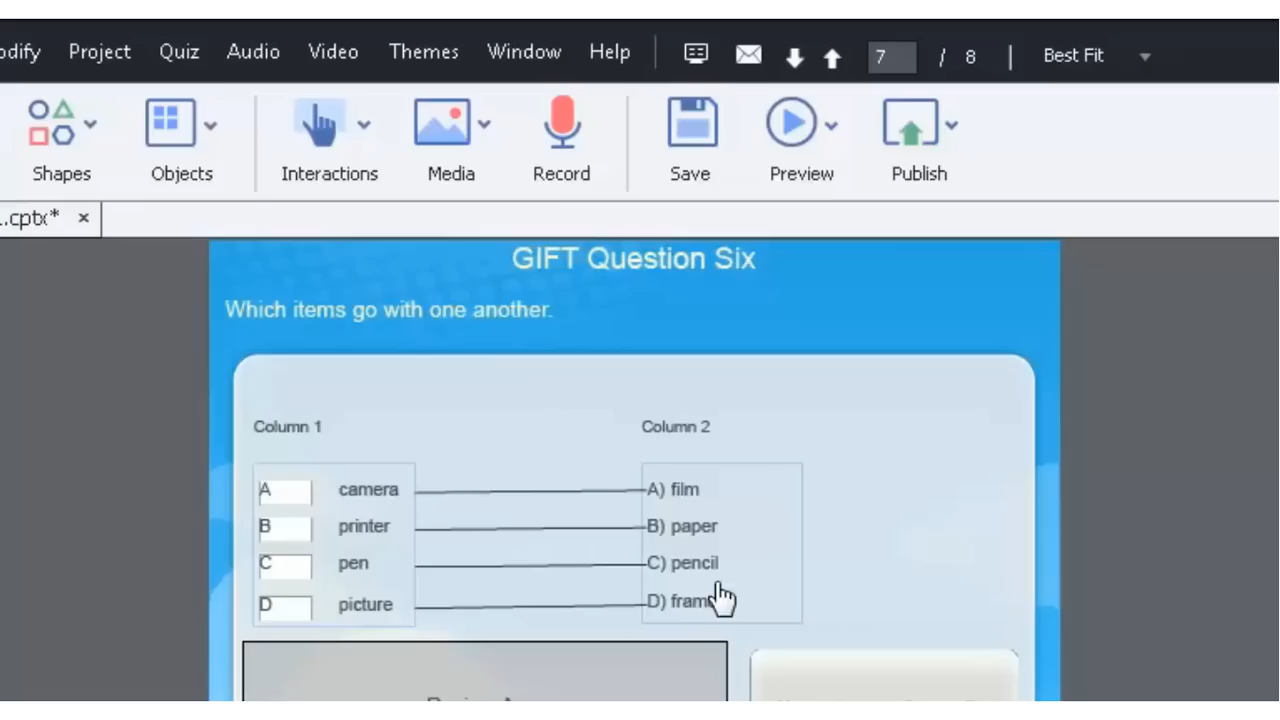 odify Project Quiz Audio Video Themes Window Help 7 / 8 Best Fit
Shapes Objects Interactions Media Record Save Preview Publish
.cptx* ×
GIFT Question Six
Which items go with one another.
Column 1 Column 2
A camera A) film
B printer B) paper
C pen C) pencil
D picture D) fram